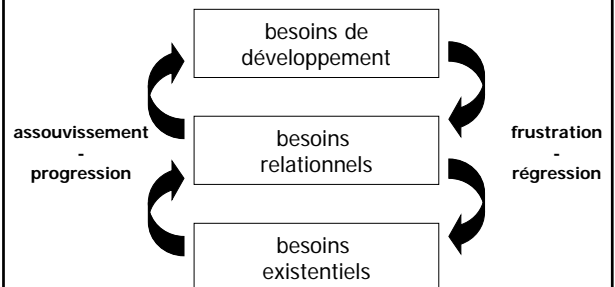 besoins de
développement
assouvissement
-
progression
besoins
relationnels
frustration
-
régression
besoins
existentiels